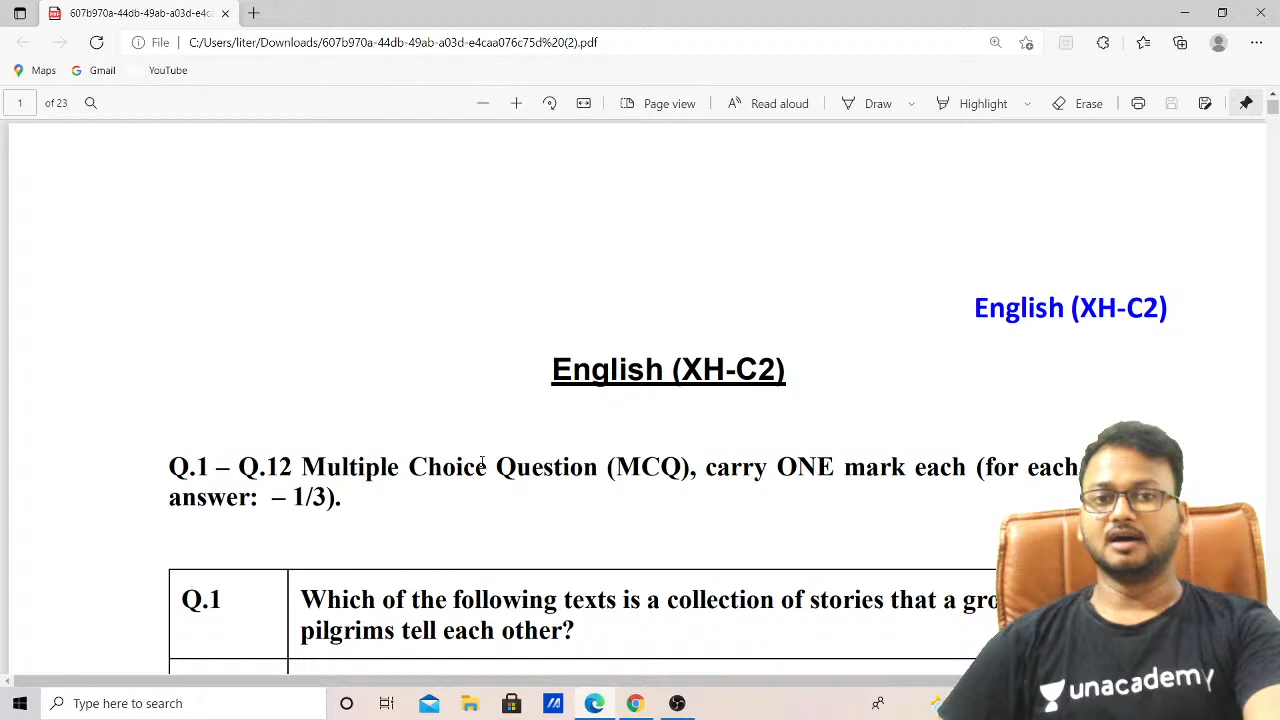 607b970a-44db-49ab-a03d-e4c
File
C:/Users/liter/Downloads/607b970a-44db-49ab-a03d-e4caa076c75d%20(2).pdf
Maps
Gmail
YouTube
1
of 23
Page view
Read aloud
Draw
Highlight
Erase
English (XH-C2)
English (XH-C2)
Q.1 – Q.12 Multiple Choice Question (MCQ), carry ONE mark each (for each
answer: – 1/3).
Q.1
Which of the following texts is a collection of stories that a
pilgrims tell each other?
unacademy
Type here to search